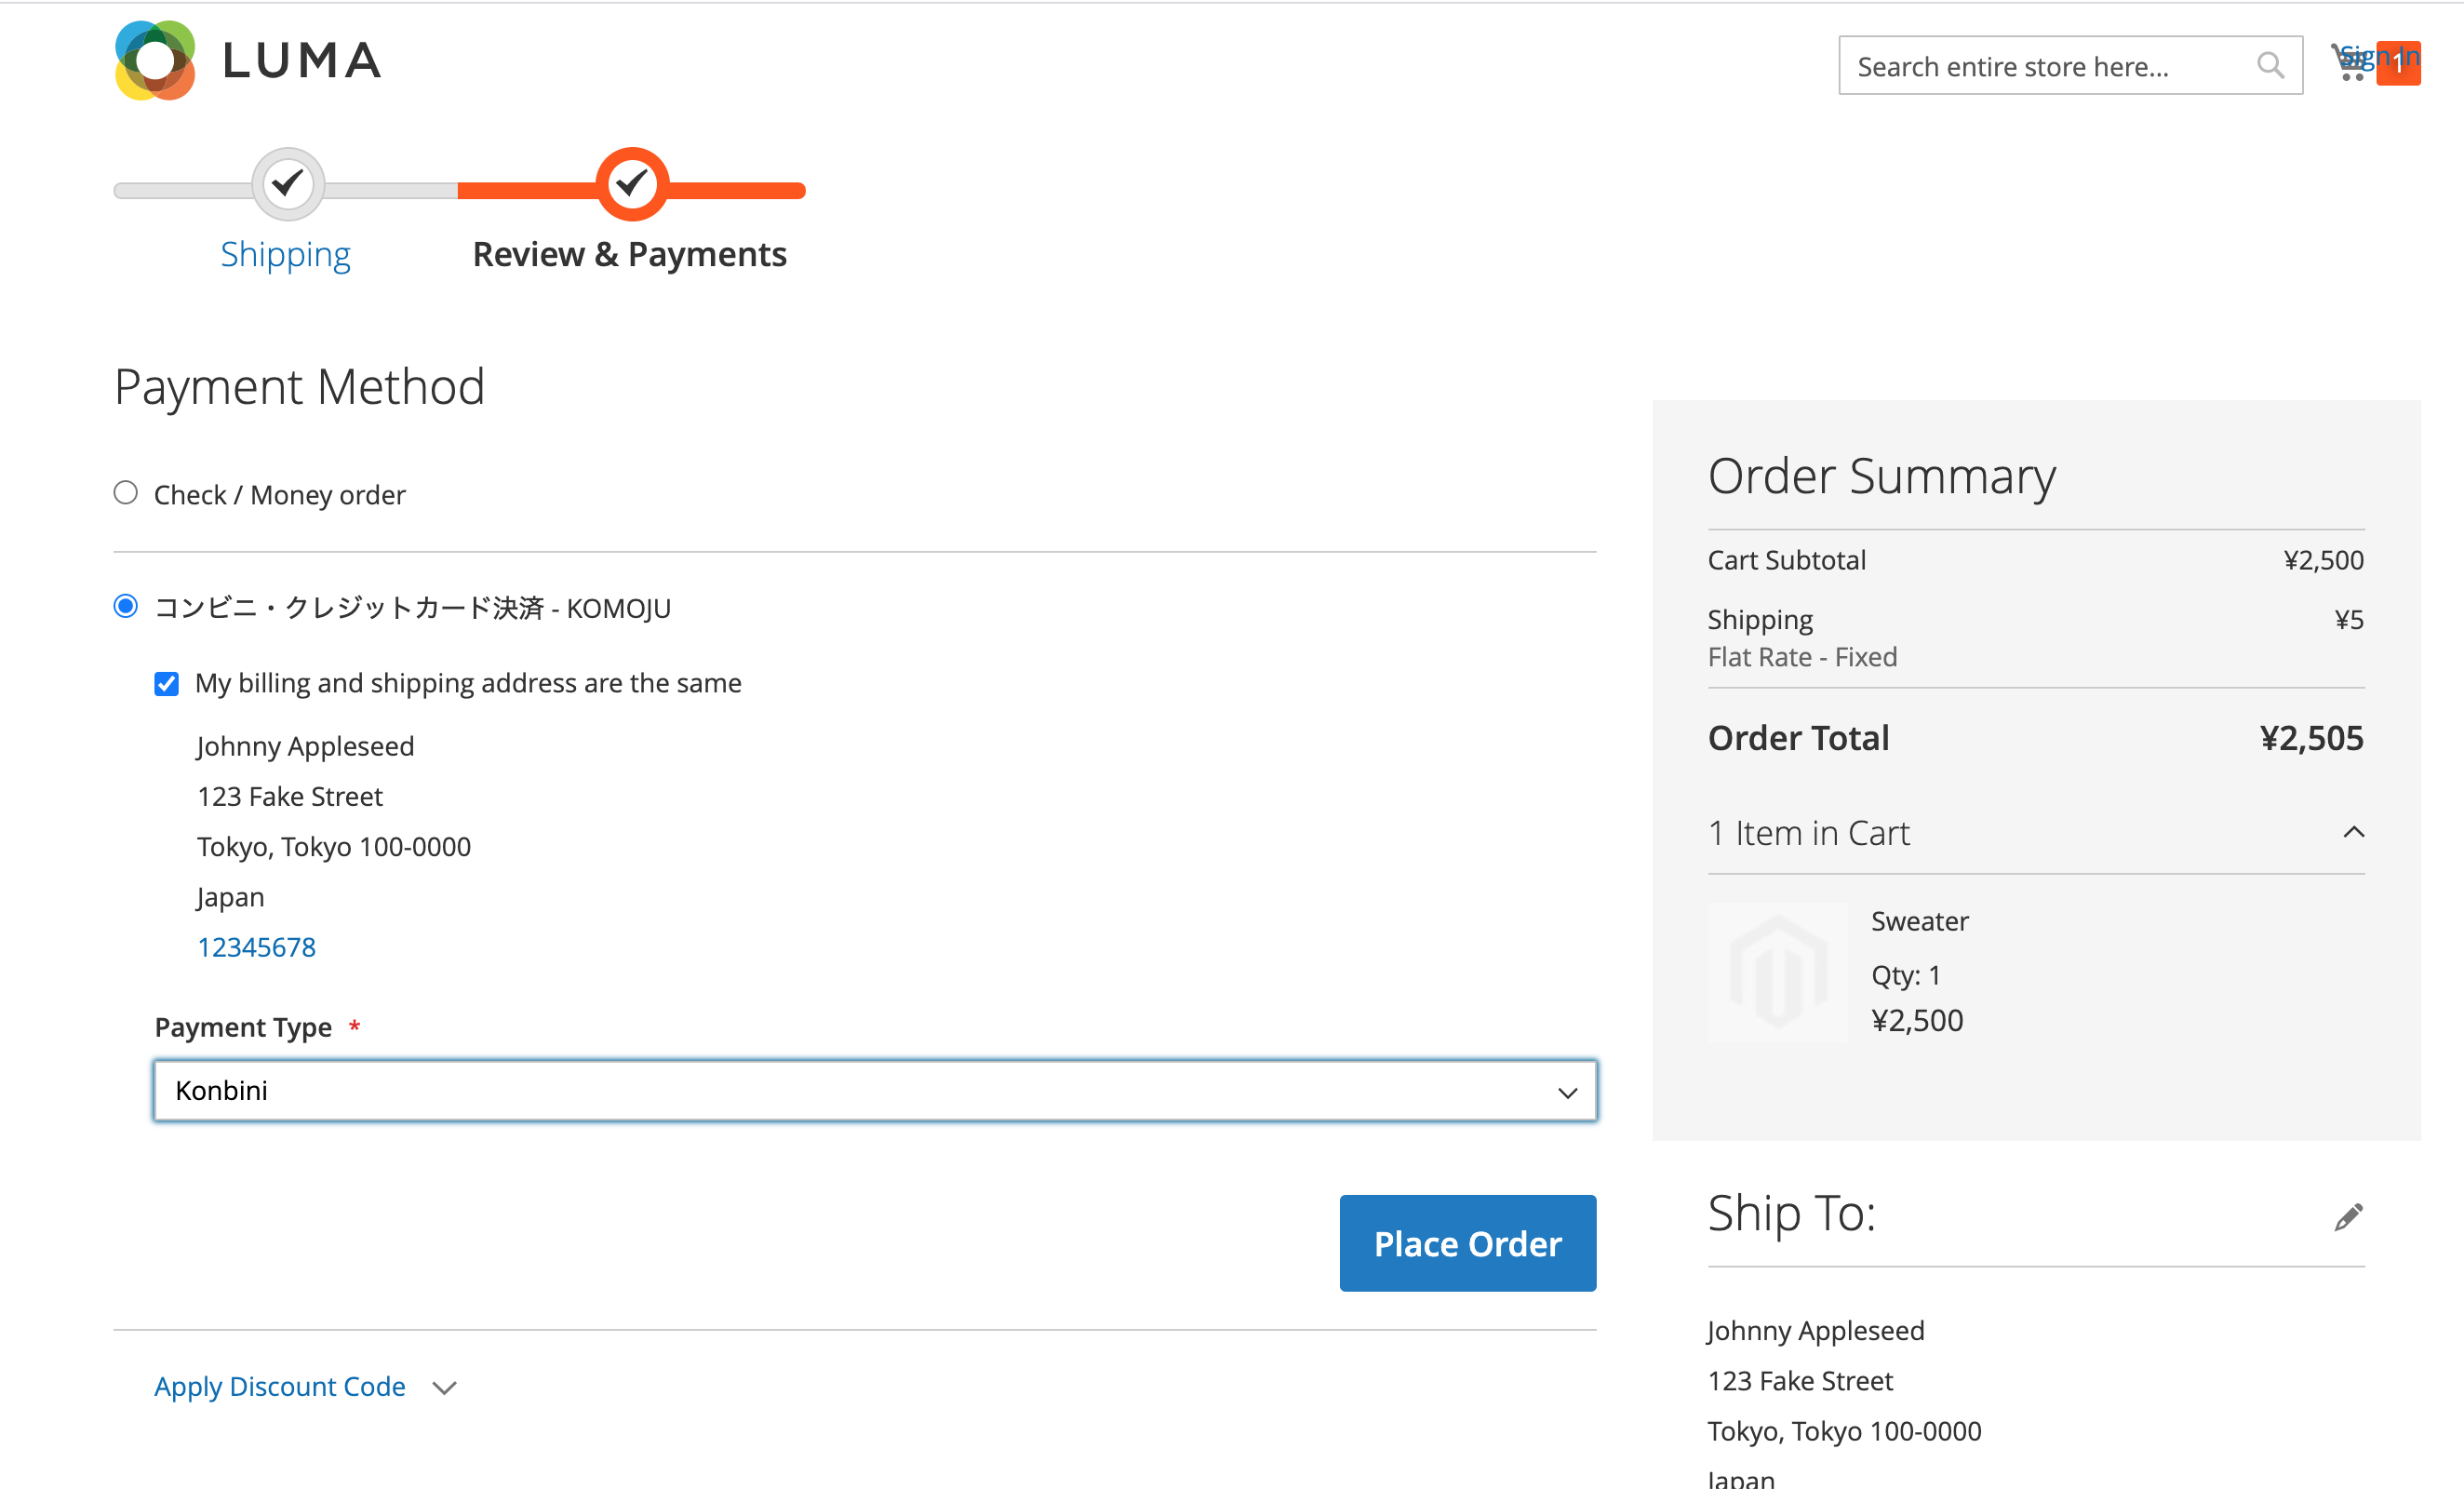 LUMA
Search entire store here...
Sign In
1
Shipping
Review & Payments
Payment Method
Check / Money order
コンビニ・クレジットカード決済 - KOMOJU
My billing and shipping address are the same
Johnny Appleseed
123 Fake Street
Tokyo, Tokyo 100-0000
Japan
12345678
Payment Type *
Konbini
Place Order
Apply Discount Code
Order Summary
Cart Subtotal ¥2,500
Shipping ¥5
Flat Rate - Fixed
Order Total ¥2,505
1 Item in Cart
Sweater
Qty: 1
¥2,500
Ship To:
Johnny Appleseed
123 Fake Street
Tokyo, Tokyo 100-0000
Japan